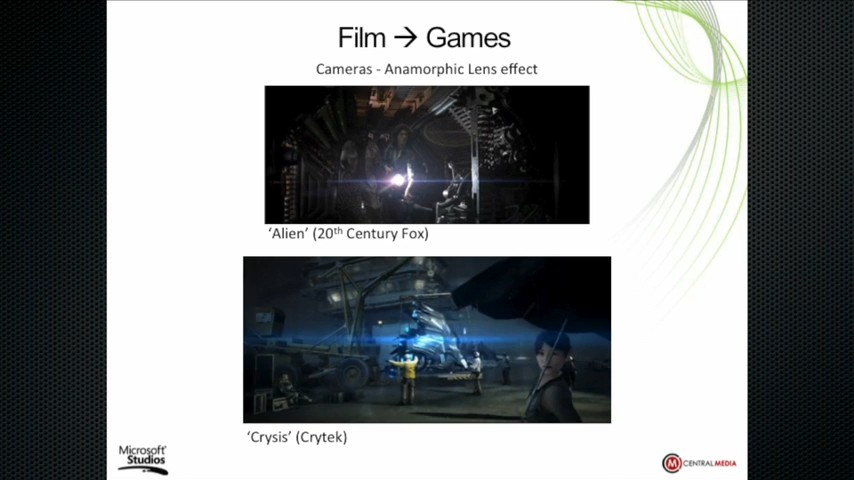 Film → Games
Cameras - Anamorphic Lens effect
‘Alien’ (20th Century Fox)
‘Crysis’ (Crytek)
Microsoft®
Studios
M CENTRALMEDIA